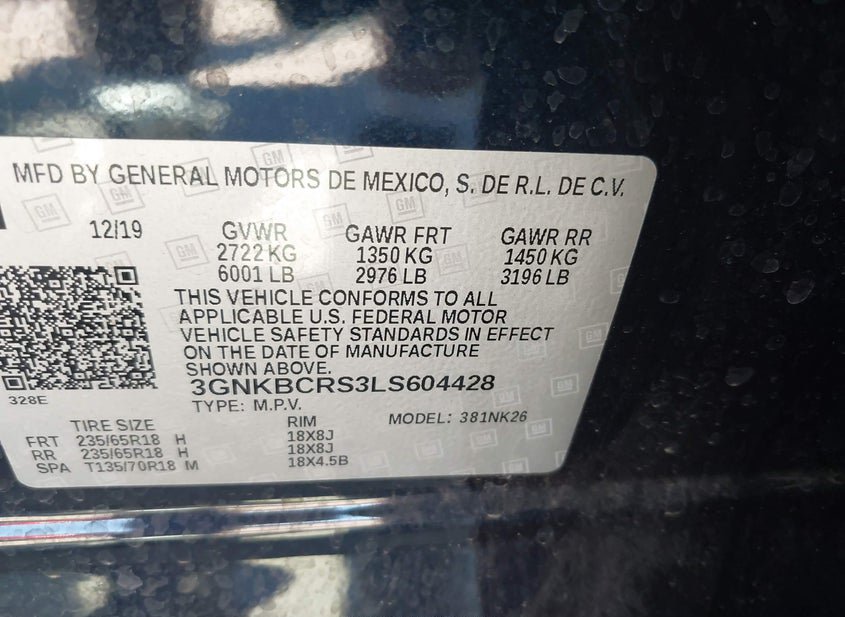 MFD BY GENERAL MOTORS DE MEXICO, S. DE R.L. DE C.V.
12/19 GVWR GAWR FRT GAWR RR
2722 KG 1350 KG 1450 KG
6001 LB 2976 LB 3196 LB
THIS VEHICLE CONFORMS TO ALL
APPLICABLE U.S. FEDERAL MOTOR
VEHICLE SAFETY STANDARDS IN EFFECT
ON THE DATE OF MANUFACTURE
SHOWN ABOVE.
3GNKBCRS3LS604428
328E
TYPE: M.P.V. MODEL: 381NK26
TIRE SIZE RIM
FRT 235/65R18 H 18X8J
RR 235/65R18 H 18X8J
SPA T135/70R18 M 18X4.5B